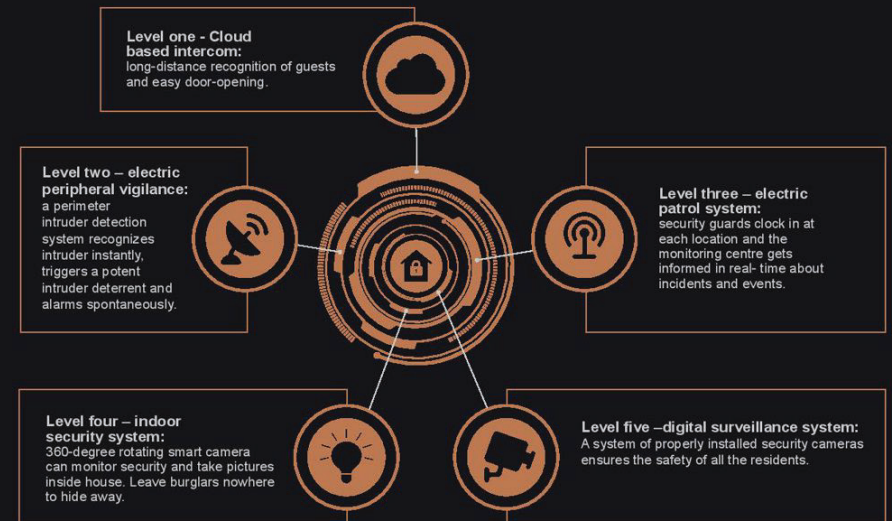 Level one - Cloud
based intercom:
long-distance recognition of guests
and easy door-opening.
Level two – electric
peripheral vigilance:
a perimeter
intruder detection
system recognizes
intruder instantly,
triggers a potent
intruder deterrent and
alarms spontaneously.
Level three – electric
patrol system:
security guards clock in at
each location and the
monitoring centre gets
informed in real- time about
incidents and events.
Level four – indoor
security system:
360-degree rotating smart camera
can monitor security and take pictures
inside house. Leave burglars nowhere
to hide away.
Level five –digital surveillance system:
A system of properly installed security cameras
ensures the safety of all the residents.